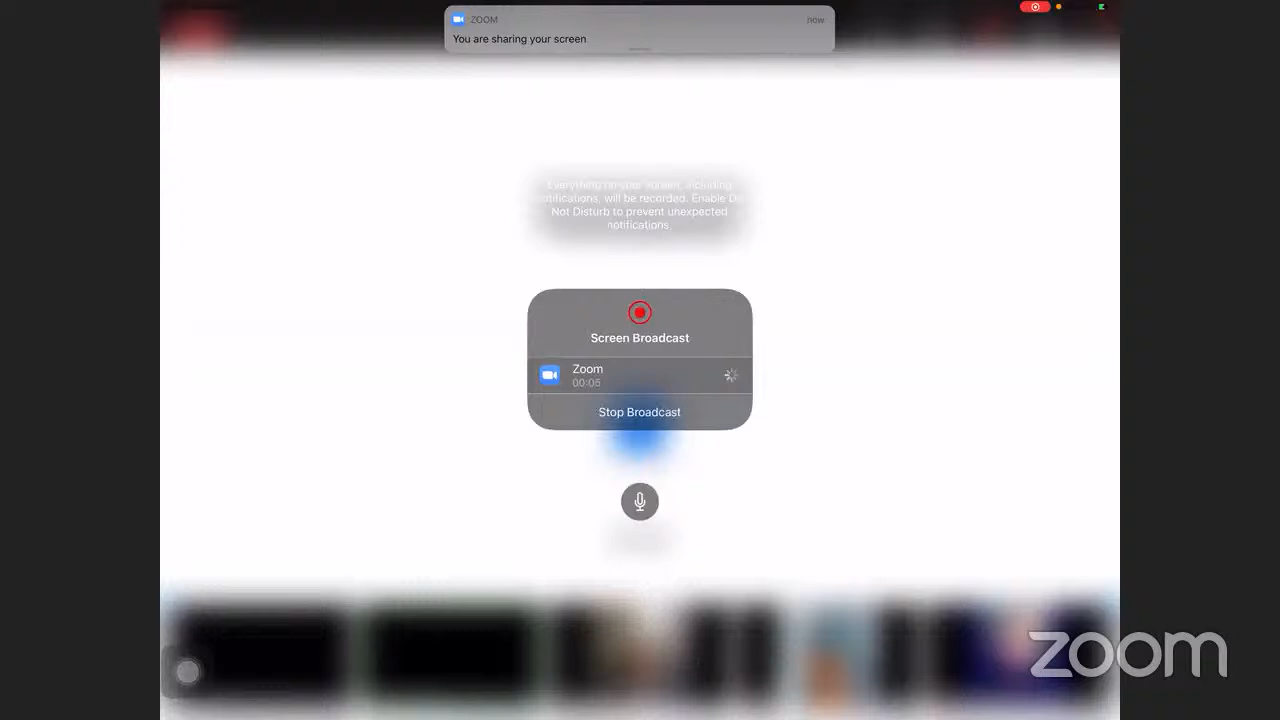 ZOOM
now
You are sharing your screen
Everything on your screen, including
notifications, will be recorded. Enable Do
Not Disturb to prevent unexpected
notifications.
Screen Broadcast
Zoom
00:05
Stop Broadcast
zoom